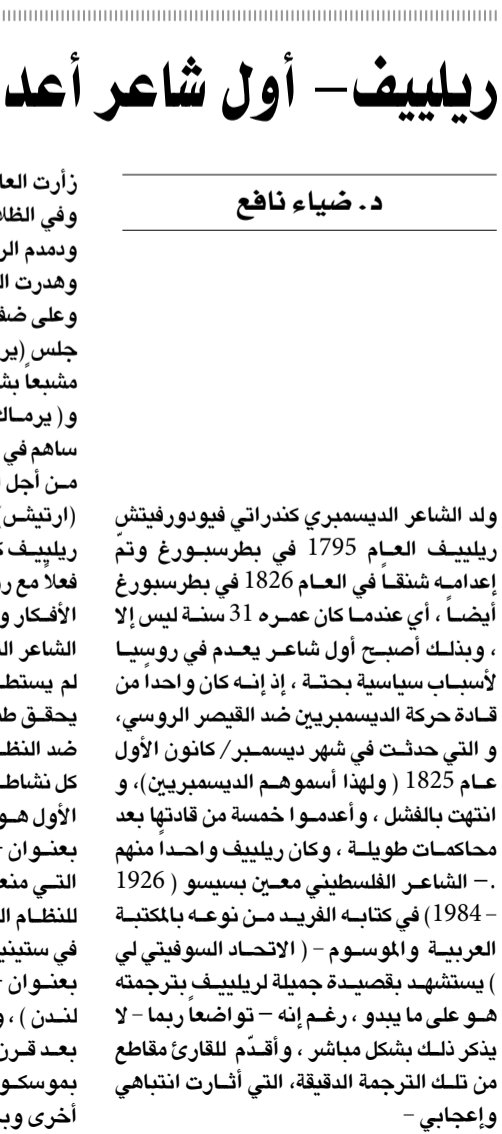 ريلييف – أول شاعر أعد
د. ضياء نافع
ولد الشاعر الديسمبري كندراتي فيودورفيتش
ريلييف العام 1795 في بطرسبورغ وتمّ
إعدامه شنقاً في العام 1826 في بطرسبورغ
أيضاً ، أي عندما كان عمره 31 سنة ليس إلا
، وبذلك أصبح أول شاعر يعدم في روسيا
لأسباب سياسية بحتة ، إذ إنه كان واحداً من
قادة حركة الديسمبريين ضد القيصر الروسي،
و التي حدثت في شهر ديسمبر/ كانون الأول
عام 1825 ( ولهذا أسموهم الديسمبريين)، و
انتهت بالفشل ، وأعدموا خمسة من قادتها بعد
محاكمات طويلة ، وكان ريلييف واحداً منهم
.– الشاعر الفلسطيني معين بسيسو ( 1926
– 1984) في كتابه الفريد من نوعه بالمكتبة
العربية والموسوم – ( الاتحاد السوفيتي لي
) يستشهد بقصيدة جميلة لريلييف بترجمته
هو على ما يبدو ، رغم إنه – تواضعاً ربما – لا
يذكر ذلك بشكل مباشر ، وأقدّم للقارئ مقاطع
من تلك الترجمة الدقيقة، التي أثارت انتباهي
وإعجابي –
زأرت العا
وفي الظلا
ودمدم الر
وهدرت ال
وعلى ضف
جلس (ير
مشبعاً بش
و( يرماك
ساهم في
من أجل ا
(ارتيش)
ريلييف ك
فعلاً مع ر
الأفكار و
الشاعر ال
لم يستط
يحقق ط
ضد النظ
كل نشاط
الأول هو
بعنوان –
التي منع
للنظام ال
في ستيني
بعنوان –
لندن ) ، و
بعد قرن
بموسكو
أخرى وب